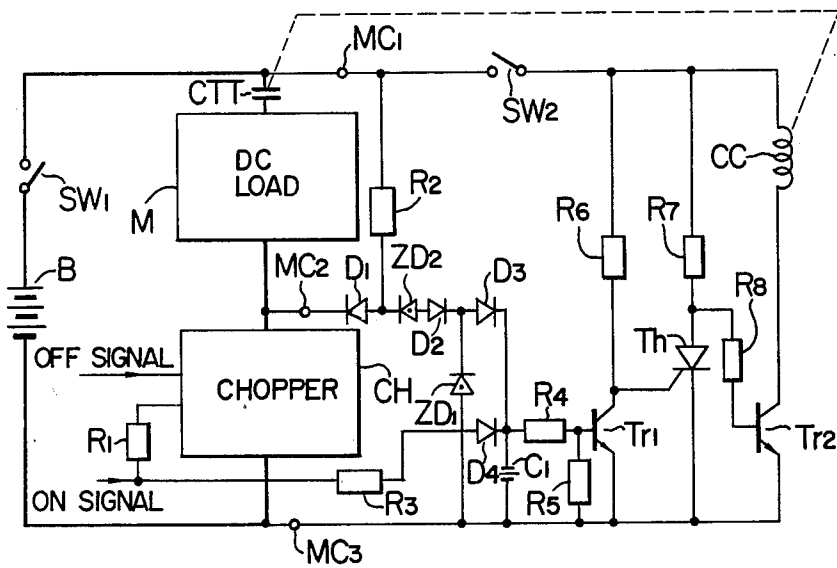 MC1
CTT
SW2
DC
LOAD
SW1
M
R2
R6
R7
CC
B
MC2
D1
ZD2
D3
D2
R8
Th
OFF SIGNAL
CHOPPER
CH
ZD1
R4
Tr1
Tr2
R1
D4
C1
R5
ON SIGNAL
R3
MC3